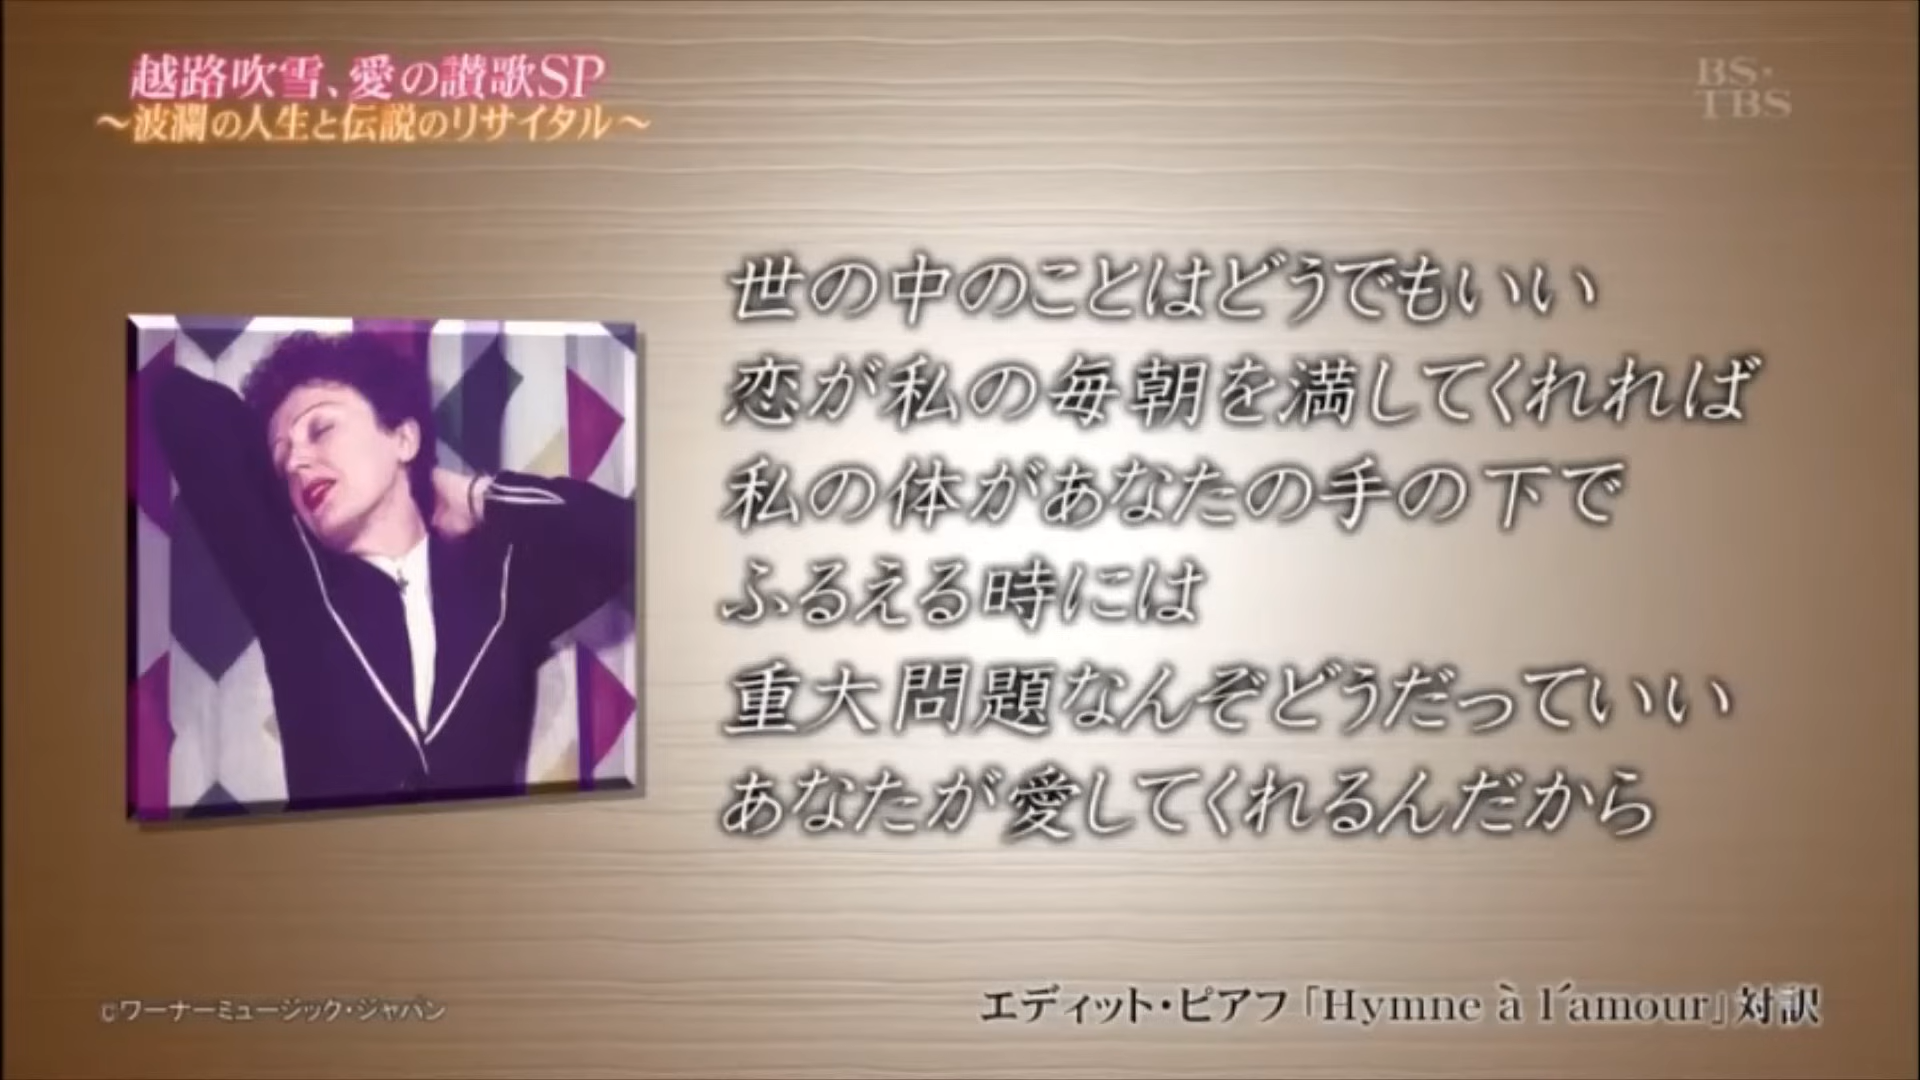 越路吹雪、愛の讃歌SP
～波瀾の人生と伝説のリサイタル～
BS-
TBS
世の中のことはどうでもいい
恋が私の毎朝を満してくれれば
私の体があなたの手の下で
ふるえる時には
重大問題なんぞどうだっていい
あなたが愛してくれるんだから
©ワーナーミュージック・ジャパン
エディット・ピアフ「Hymne à l´amour」対訳